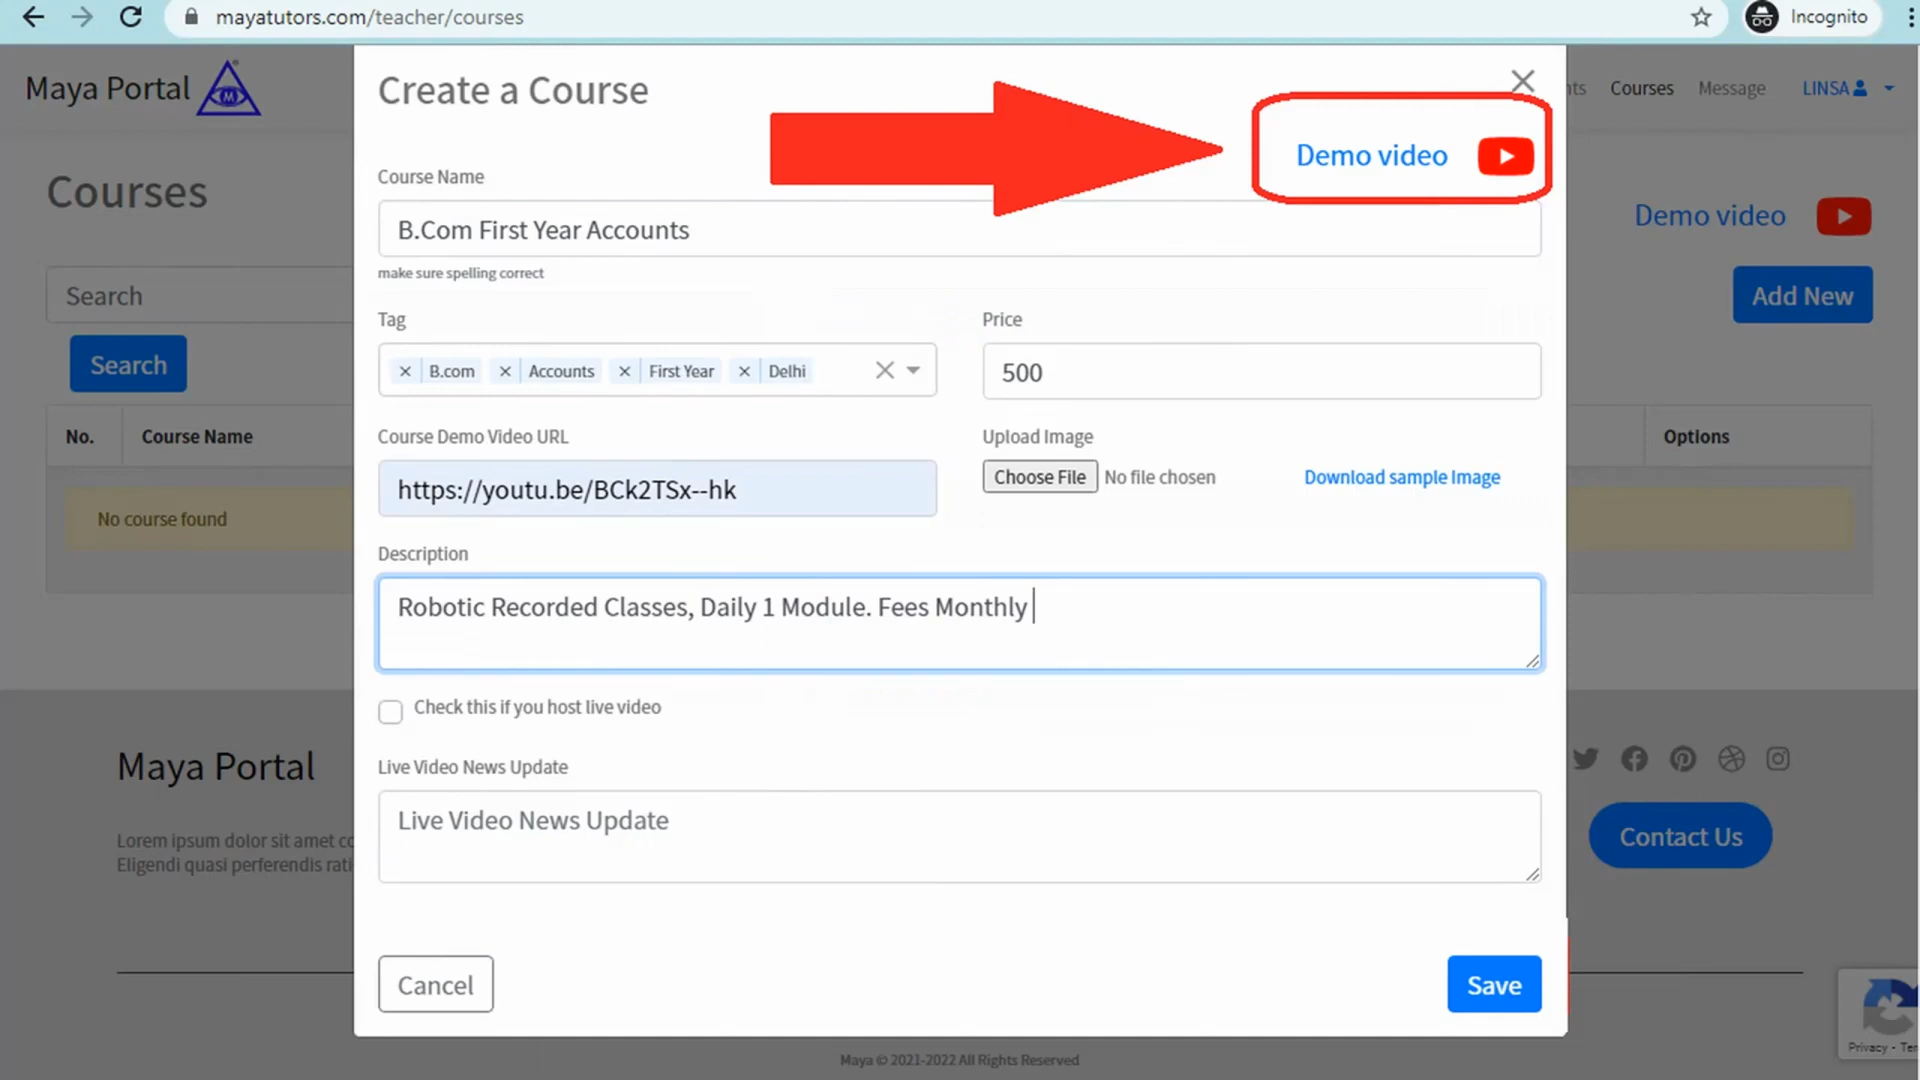 mayatutors.com/teacher/courses
Incognito
Maya Portal
M
Courses
Message
LINSA
Create a Course
Demo video
Courses
Demo video
Course Name
B.Com First Year Accounts
make sure spelling correct
Search
Add New
Search
Tag
Price
× B.com × Accounts × First Year × Delhi
500
No.
Course Name
Options
Course Demo Video URL
Upload Image
https://youtu.be/BCk2TSx--hk
Choose File No file chosen
Download sample Image
No course found
Description
Robotic Recorded Classes, Daily 1 Module. Fees Monthly
Check this if you host live video
Maya Portal
Live Video News Update
Live Video News Update
Contact Us
Lorem ipsum dolor sit amet
Eligendi quasi perferendis
Cancel
Save
Privacy -
Maya © 2021-2022 All Rights Reserved